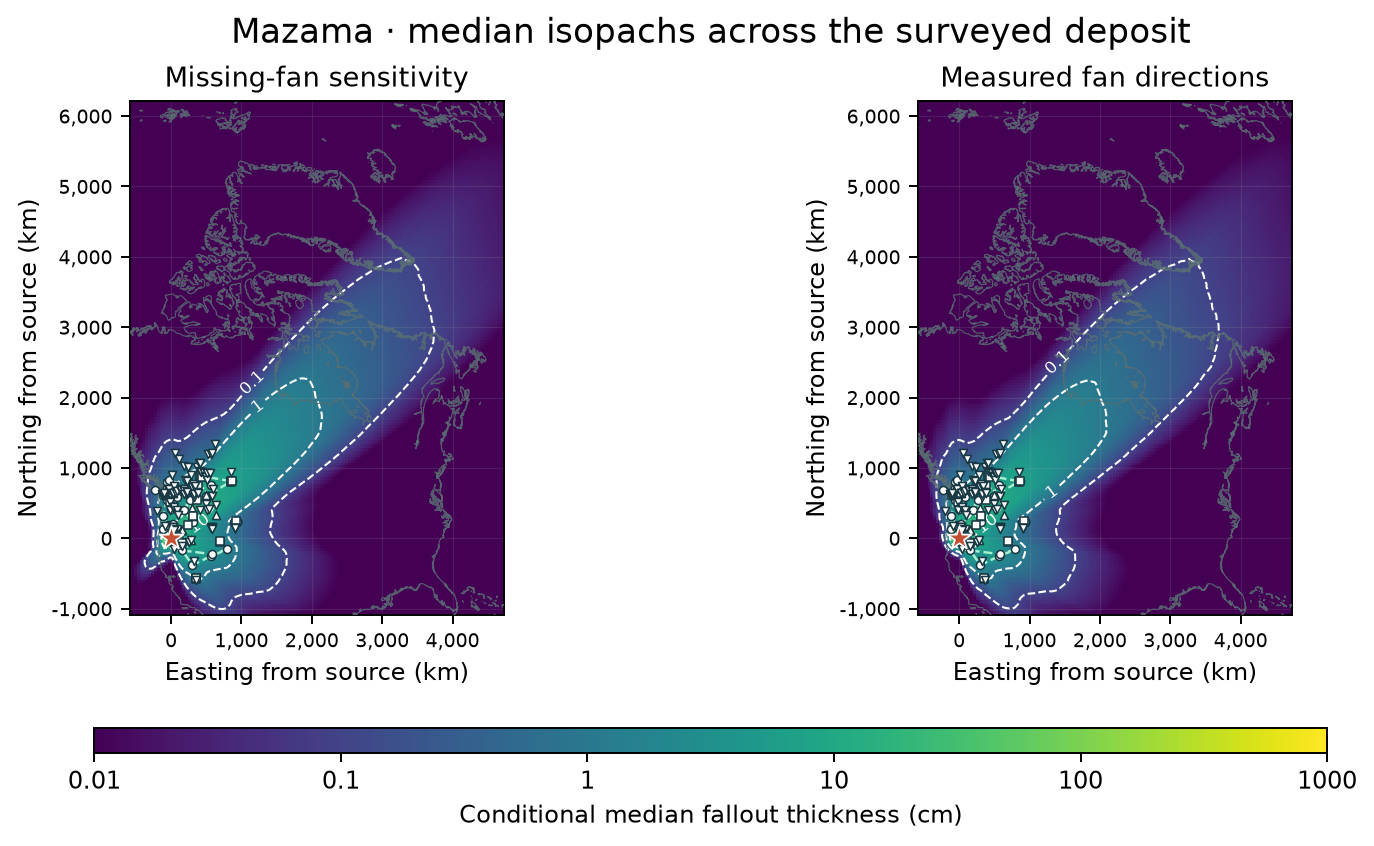 Mazama · median isopachs across the surveyed deposit
Missing-fan sensitivity
Measured fan directions
Northing from source (km)
6,000
5,000
4,000
3,000
2,000
1,000
0
-1,000
0.1
1
0 1,000 2,000 3,000 4,000
Easting from source (km)
Northing from source (km)
6,000
5,000
4,000
3,000
2,000
1,000
0
-1,000
0.1
1
0 1,000 2,000 3,000 4,000
Easting from source (km)
0.01 0.1 1 10 100 1000
Conditional median fallout thickness (cm)